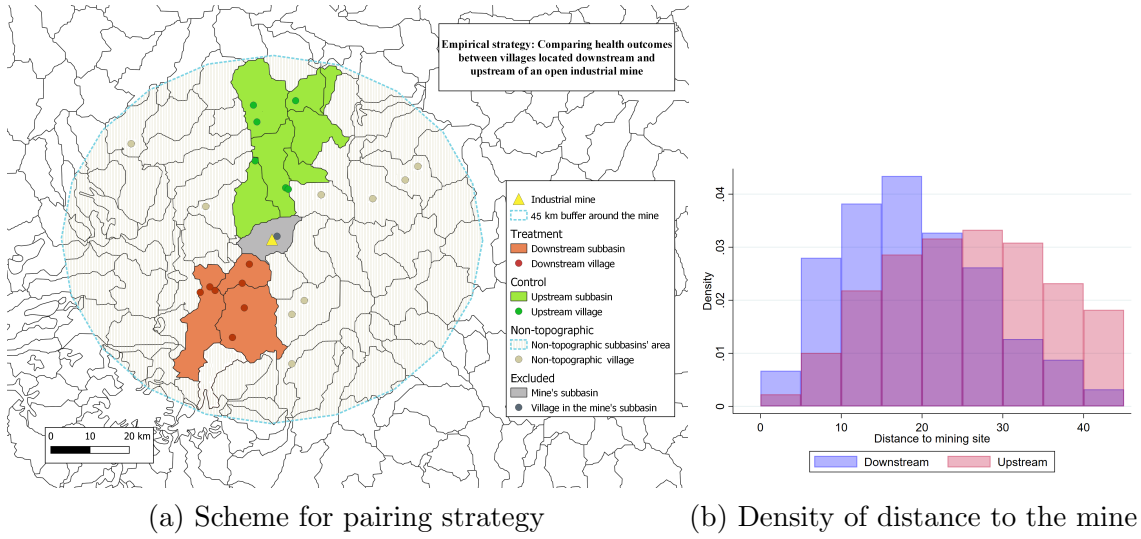 Empirical strategy: Comparing health outcomes
between villages located downstream and
upstream of an open industrial mine
Industrial mine
45 km buffer around the mine
Treatment
Downstream subbasin
Downstream village
Control
Upstream subbasin
Upstream village
Non-topographic
Non-topographic subbasins' area
Non-topographic village
Excluded
Mine's subbasin
Village in the mine's subbasin
0 10 20 km
(a) Scheme for pairing strategy
Density
.04
.03
.02
.01
0
0 10 20 30 40
Distance to mining site
Downstream Upstream
(b) Density of distance to the mine